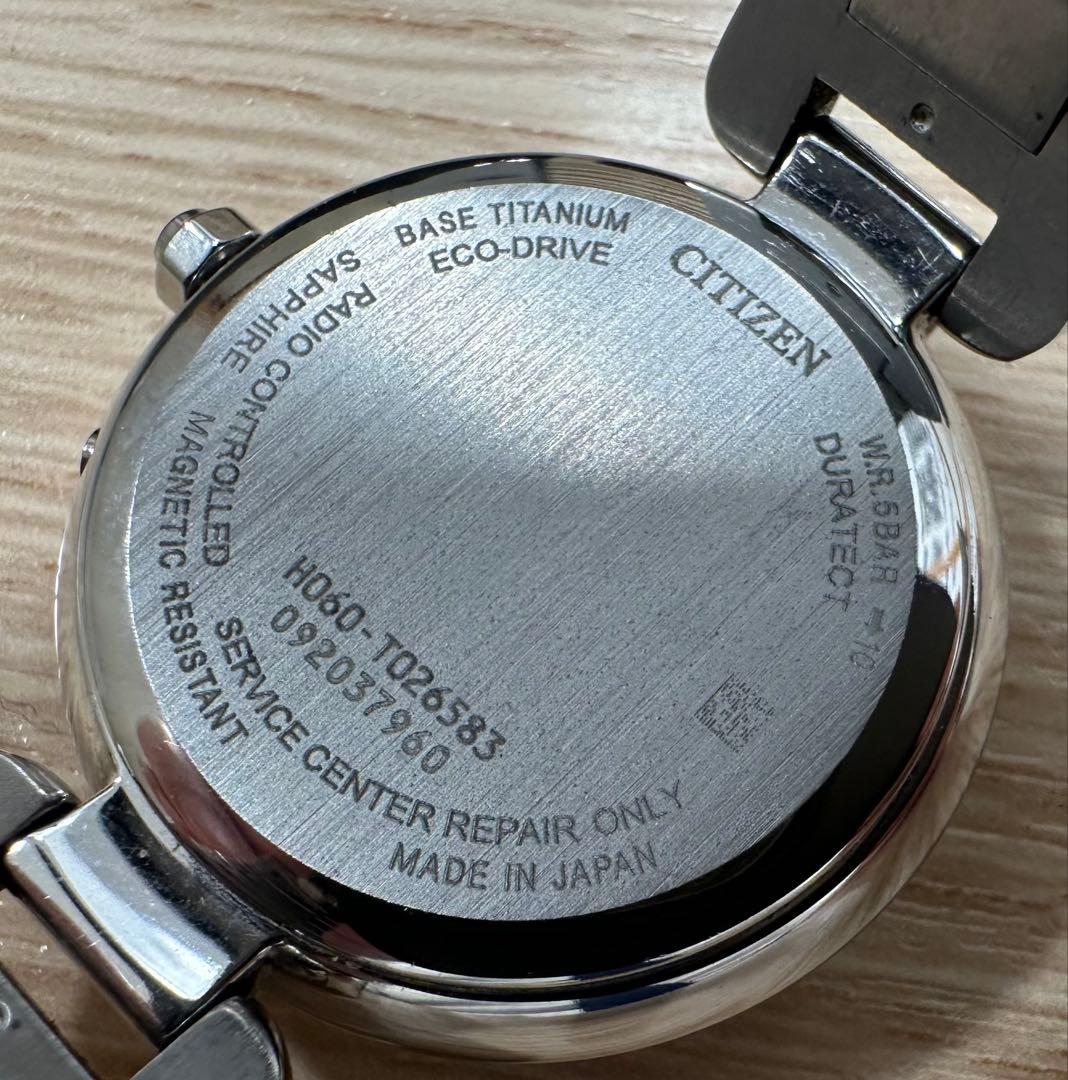 BASE TITANIUM
ECO-DRIVE
CITIZEN
W.R.5BAR ⇒10
DURATECT
SAPPHIRE
RADIO CONTROLLED
MAGNETIC RESISTANT
H060-T026583
092037960
SERVICE CENTER REPAIR ONLY
MADE IN JAPAN